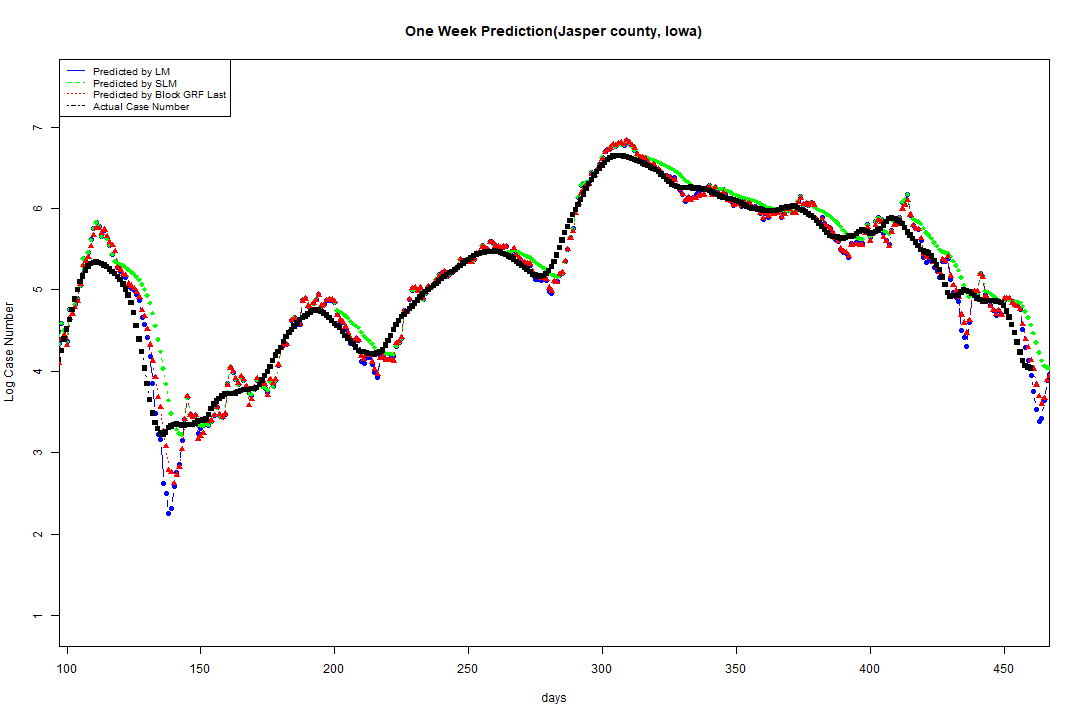 One Week Prediction(Jasper county, Iowa)
Predicted by LM
Predicted by SLM
Predicted by Block GRF Last
Actual Case Number
7
6
5
4
3
2
1
Log Case Number
100 150 200 250 300 350 400 450
days